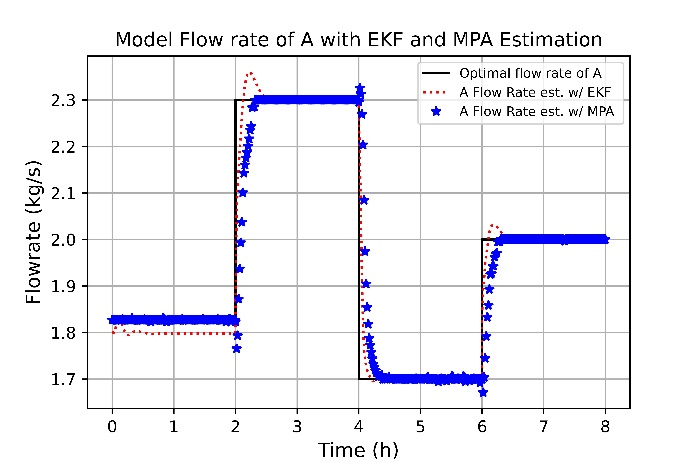 Model Flow rate of A with EKF and MPA Estimation
Optimal flow rate of A
A Flow Rate est. w/ EKF
A Flow Rate est. w/ MPA
Flowrate (kg/s)
2.3
2.2
2.1
2.0
1.9
1.8
1.7
0 1 2 3 4 5 6 7 8
Time (h)